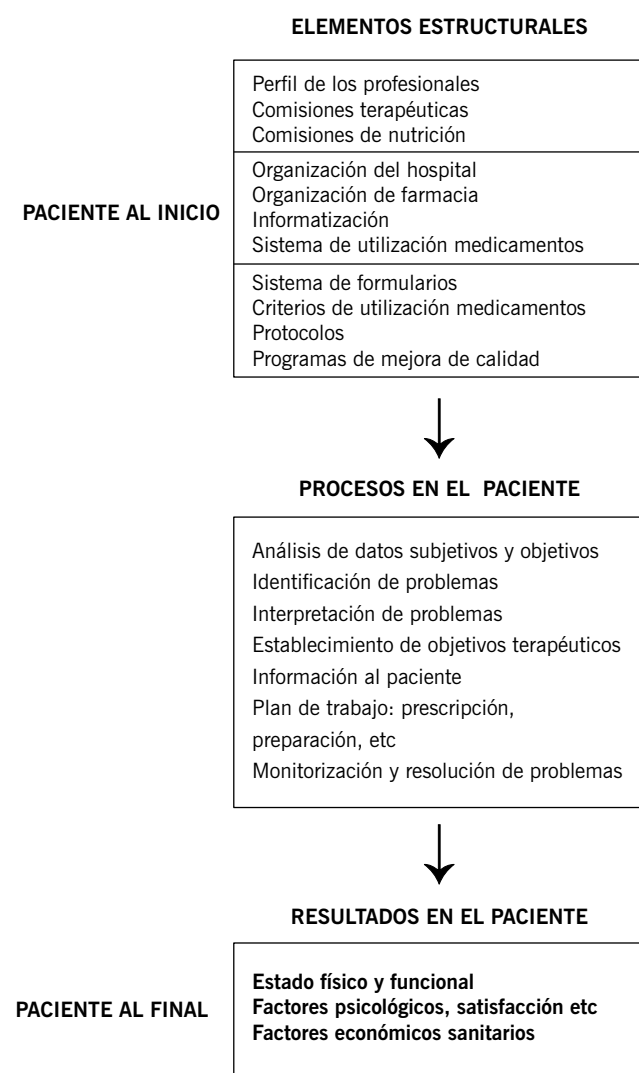 ELEMENTOS ESTRUCTURALES
Perfil de los profesionales
Comisiones terapéuticas
Comisiones de nutrición
PACIENTE AL INICIO
Organización del hospital
Organización de farmacia
Informatización
Sistema de utilización medicamentos
Sistema de formularios
Criterios de utilización medicamentos
Protocolos
Programas de mejora de calidad
PROCESOS EN EL PACIENTE
Análisis de datos subjetivos y objetivos
Identificación de problemas
Interpretación de problemas
Establecimiento de objetivos terapéuticos
Información al paciente
Plan de trabajo: prescripción,
preparación, etc
Monitorización y resolución de problemas
RESULTADOS EN EL PACIENTE
PACIENTE AL FINAL
Estado físico y funcional
Factores psicológicos, satisfacción etc
Factores económicos sanitarios